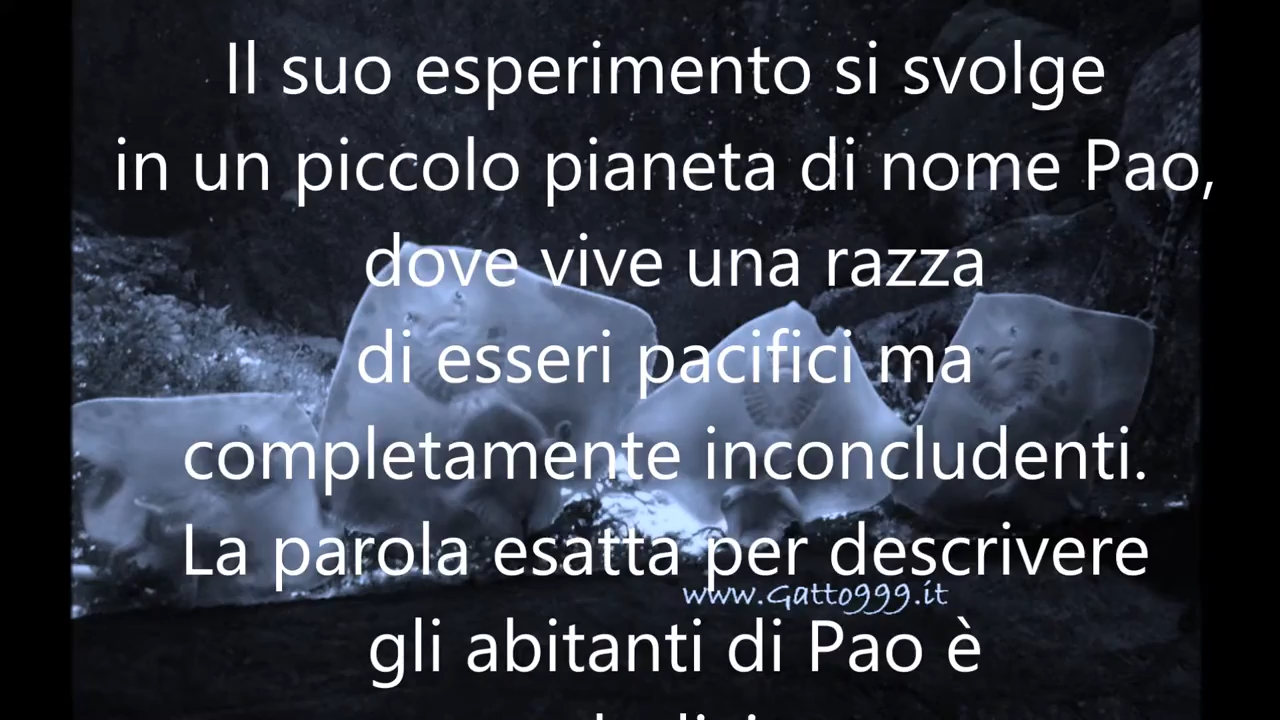 Il suo esperimento si svolge
in un piccolo pianeta di nome Pao,
dove vive una razza
di esseri pacifici ma
completamente inconcludenti.
La parola esatta per descrivere
www.Gatto999.it
gli abitanti di Pao è